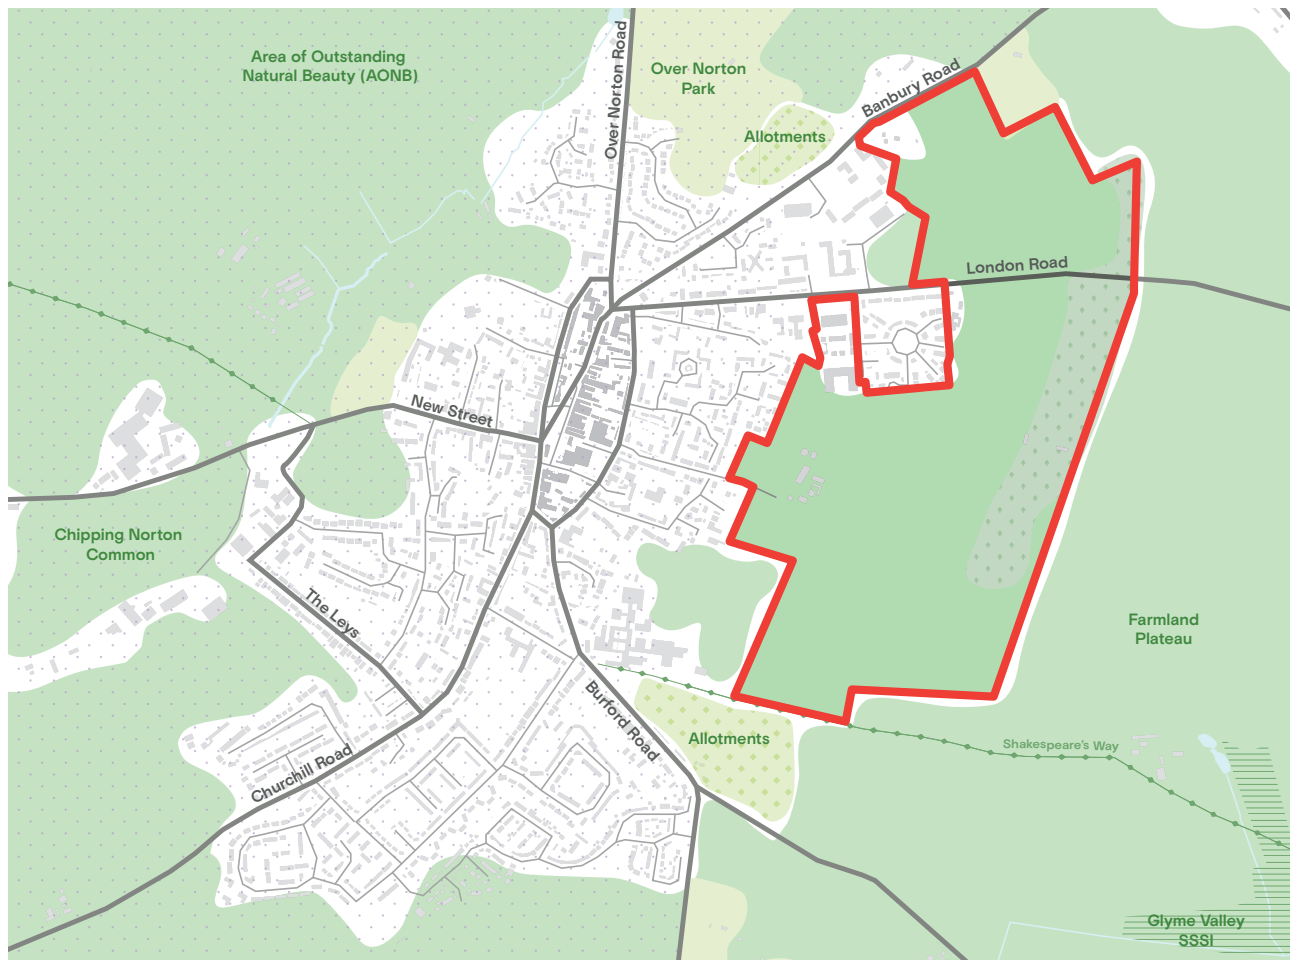 Area of Outstanding
Natural Beauty (AONB)
Over Norton Road
Over Norton
Park
Banbury Road
Allotments
London Road
New Street
Chipping Norton
Common
The Leys
Farmland
Plateau
Burford Road
Allotments
Shakespeare's Way
Churchill Road
Glyme Valley
SSSI